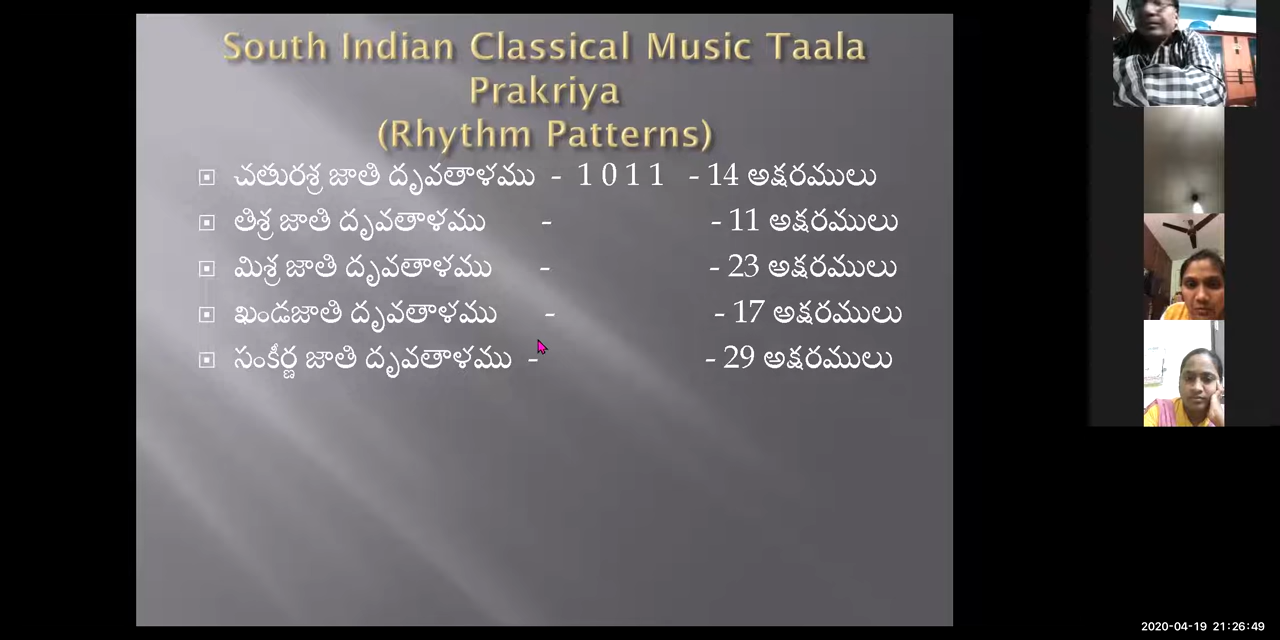 South Indian Classical Music Taala
Prakriya
(Rhythm Patterns)
చతురశ్ర జాతి దృవతాళము - 1 0 1 1 - 14 అక్షరములు
తిశ్ర జాతి దృవతాళము - - 11 అక్షరములు
మిశ్ర జాతి దృవతాళము - - 23 అక్షరములు
ఖండజాతి దృవతాళము - - 17 అక్షరములు
సంకీర్ణ జాతి దృవతాళము - - 29 అక్షరములు
2020-04-19 21:26:49